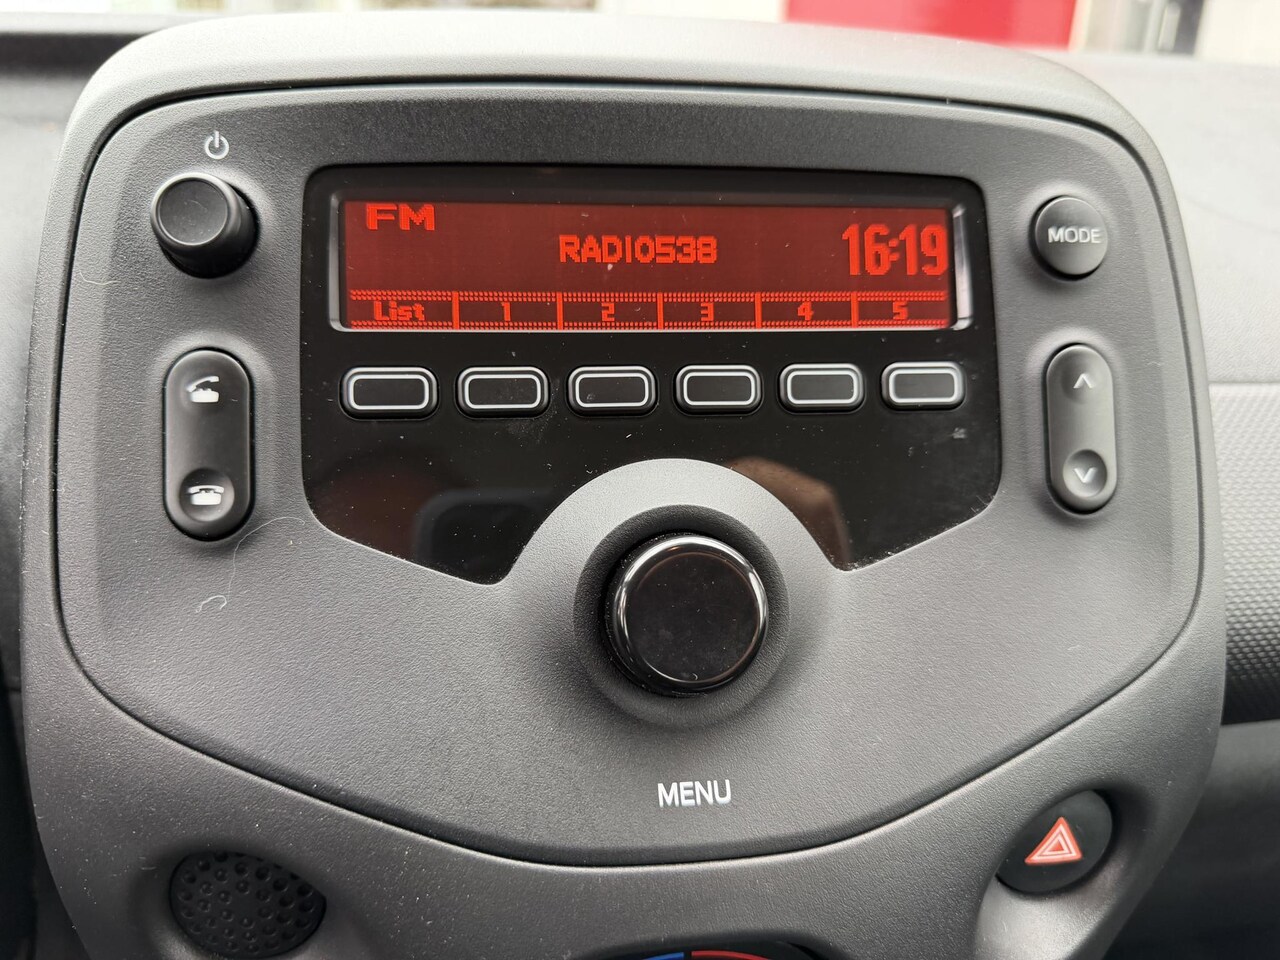 FM
RADIO538
16:19
List 1 2 3 4 5
MODE
MENU